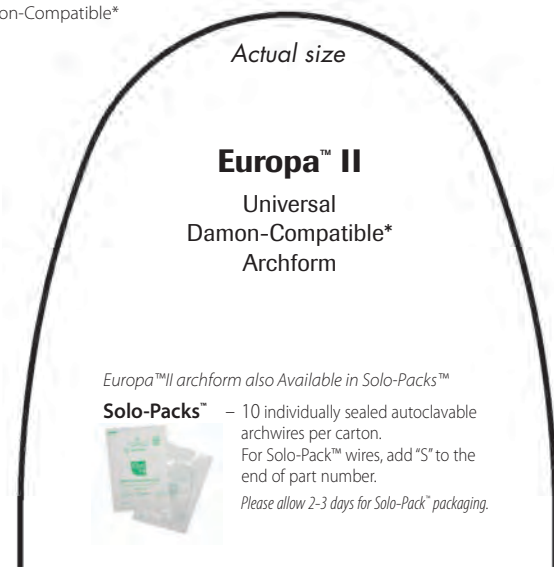 on-Compatible*
Actual size
Europa™ II
Universal
Damon-Compatible*
Archform
Europa™II archform also Available in Solo-Packs™
Solo-Packs™ – 10 individually sealed autoclavable
archwires per carton.
For Solo-Pack™ wires, add “S” to the
end of part number.
Please allow 2-3 days for Solo-Pack™ packaging.